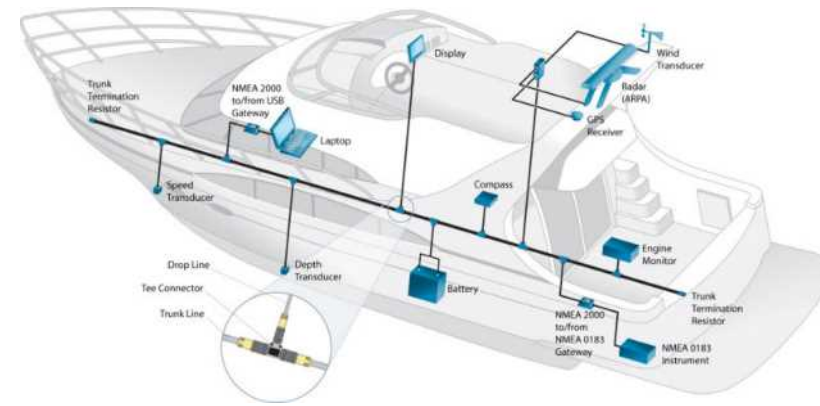 Display
Wind
Transducer
Radar
(ARPA)
GPS
Receiver
Trunk
Termination
Resistor
NMEA 2000
to/from USB
Gateway
Laptop
Speed
Transducer
Compass
Engine
Monitor
Depth
Transducer
Battery
Drop Line
Tee Connector
Trunk Line
NMEA 2000
to/from
NMEA 0183
Gateway
Trunk
Termination
Resistor
NMEA 0183
Instrument